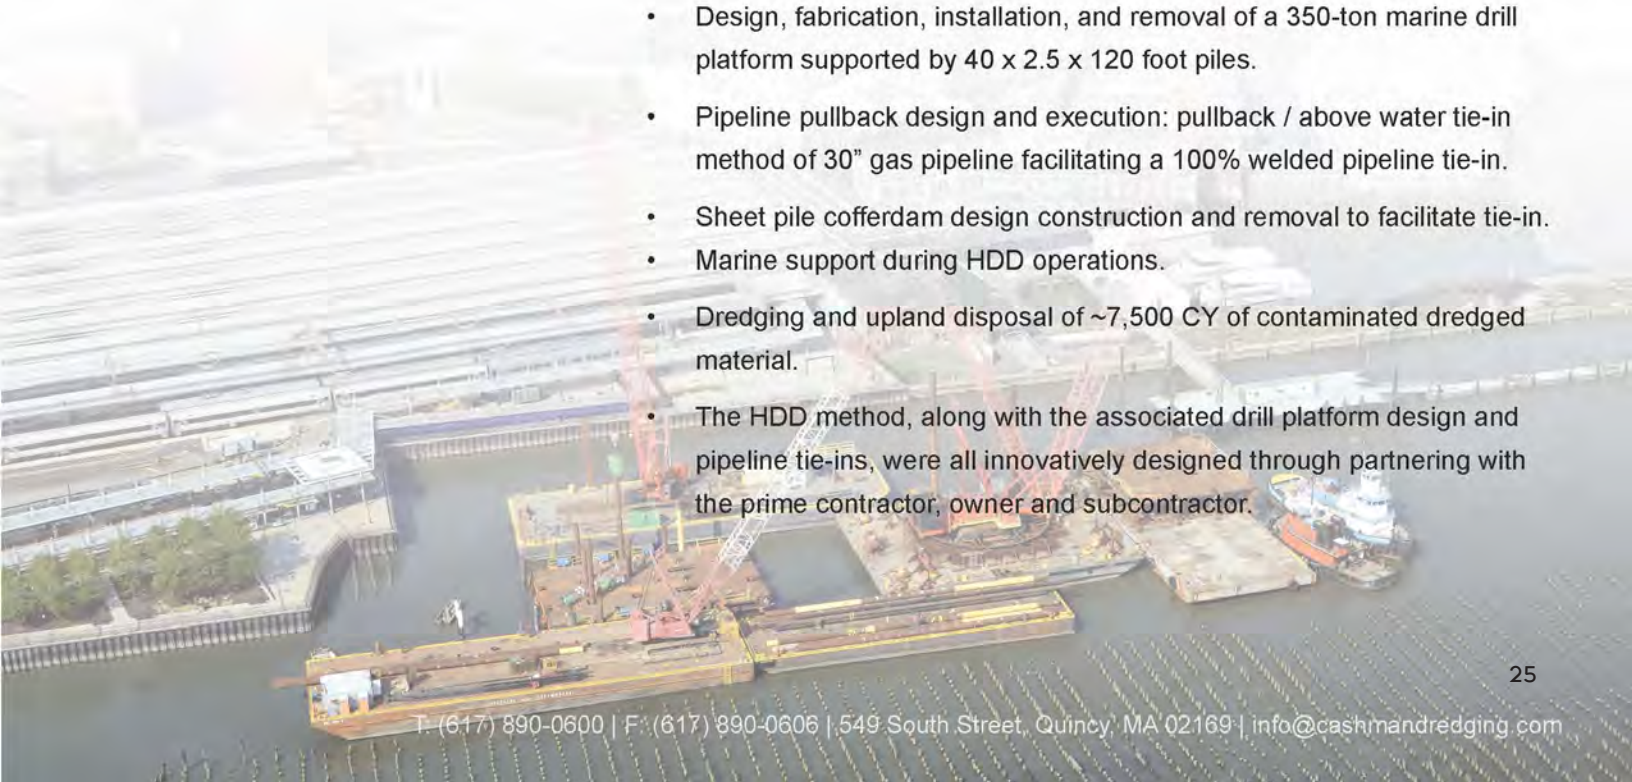 • Design, fabrication, installation, and removal of a 350-ton marine drill
platform supported by 40 x 2.5 x 120 foot piles.
• Pipeline pullback design and execution: pullback / above water tie-in
method of 30” gas pipeline facilitating a 100% welded pipeline tie-in.
• Sheet pile cofferdam design construction and removal to facilitate tie-in.
• Marine support during HDD operations.
• Dredging and upland disposal of ~7,500 CY of contaminated dredged
material.
• The HDD method, along with the associated drill platform design and
pipeline tie-ins, were all innovatively designed through partnering with
the prime contractor, owner and subcontractor.
25
T: (617) 890-0600 | F: (617) 890-0606 | 549 South Street, Quincy, MA 02169 | info@cashmandredging.com